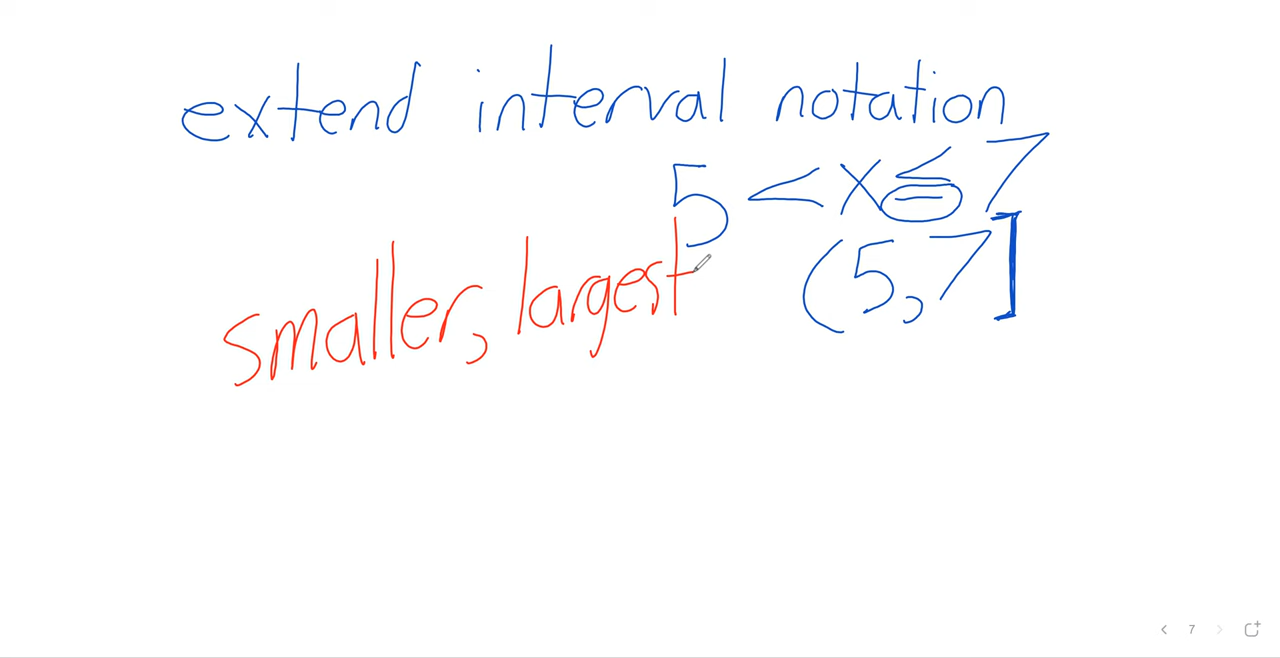 extend interval notation
5 < x ≤ 7
(5,7]
smaller, largest
7